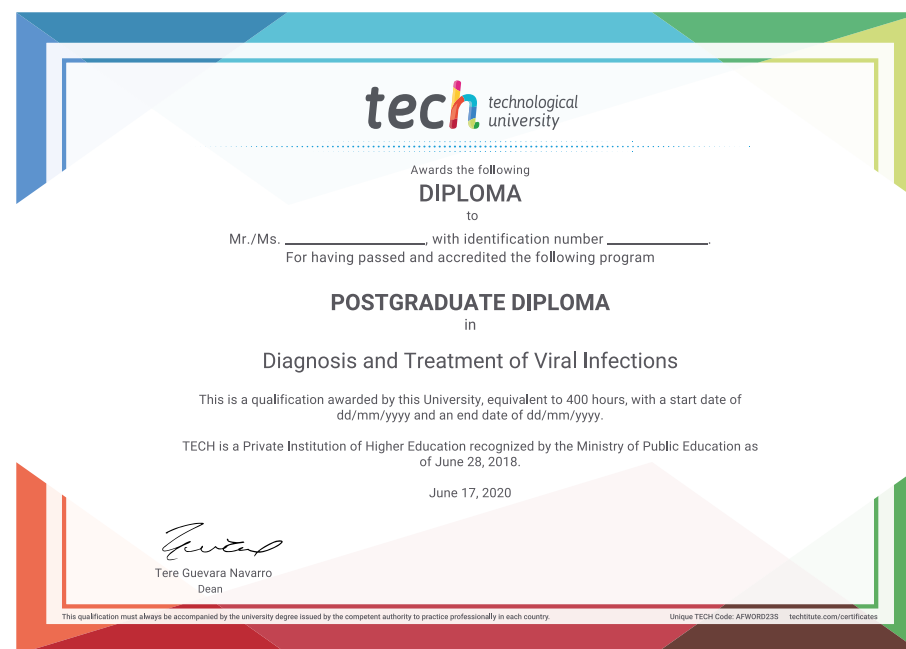 tech technological
university
Awards the following
DIPLOMA
to
Mr./Ms. ____________, with identification number ____________.
For having passed and accredited the following program
POSTGRADUATE DIPLOMA
in
Diagnosis and Treatment of Viral Infections
This is a qualification awarded by this University, equivalent to 400 hours, with a start date of
dd/mm/yyyy and an end date of dd/mm/yyyy.
TECH is a Private Institution of Higher Education recognized by the Ministry of Public Education as
of June 28, 2018.
June 17, 2020
Tere Guevara Navarro
Dean
This qualification must always be accompanied by the university degree issued by the competent authority to practice professionally in each country. Unique TECH Code: AFWORD23S techtitute.com/certificates